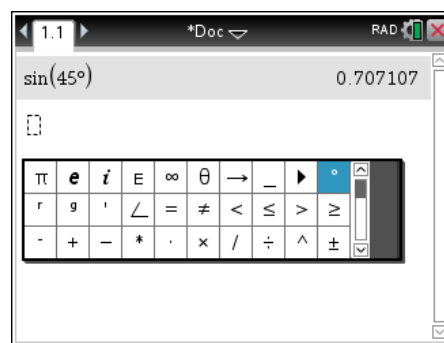 1.1 *Doc RAD
sin(45°) 0.707107
π e i E ∞ θ → _ ▶ °
r g ' ∠ = ≠ < ≤ > ≥
- + − * · × / ÷ ^ ±